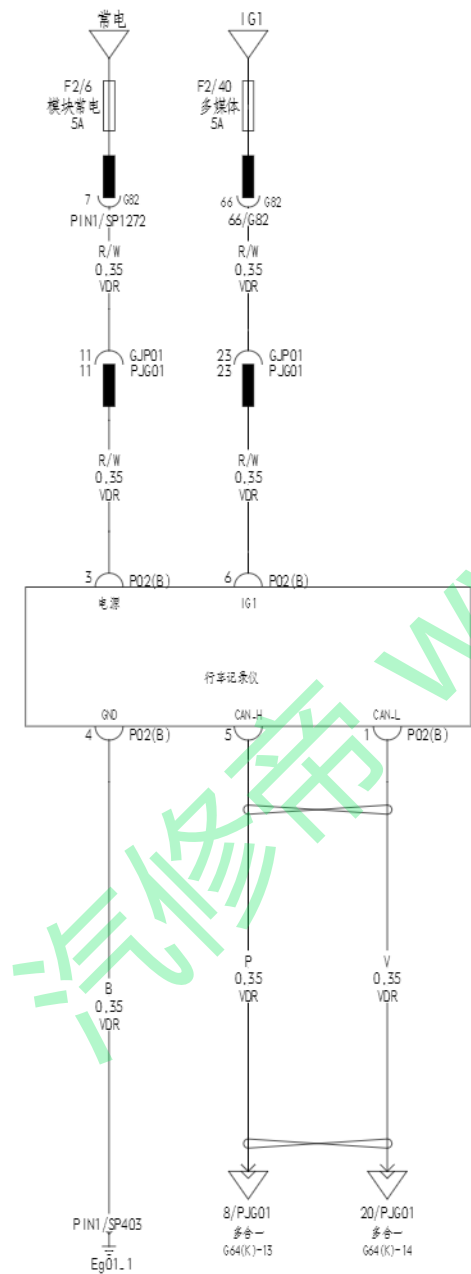 常电
IG1
F2/6
模块常电
5A
F2/40
多媒体
5A
7 G82
PIN1/SP1272
66 G82
66/G82
R/W
0.35
VDR
R/W
0.35
VDR
11 GJP01
11 PJG01
23 GJP01
23 PJG01
R/W
0.35
VDR
R/W
0.35
VDR
3 P02(B)
6 P02(B)
电源
IG1
行车记录仪
GND
CAN_H
CAN_L
4 P02(B)
5
1 P02(B)
B
0.35
VDR
P
0.35
VDR
V
0.35
VDR
PIN1/SP403
Eg01_1
8/PJG01
多合一
G64(K)-13
20/PJG01
多合一
G64(K)-14
汽修帝